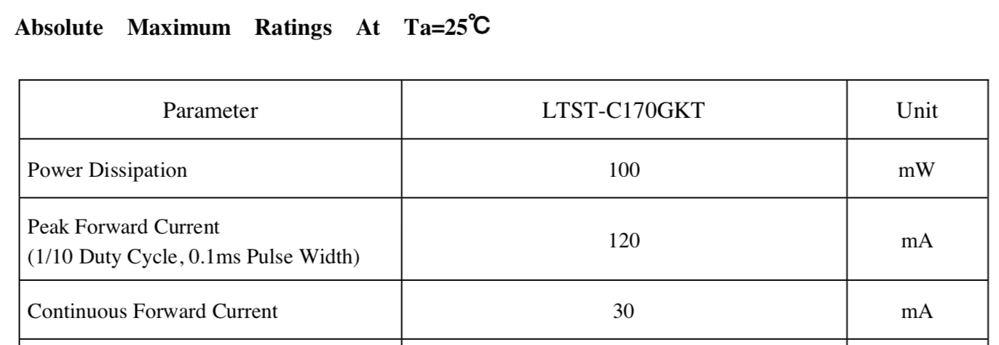 Absolute Maximum Ratings At Ta=25℃
Parameter LTST-C170GKT Unit
Power Dissipation 100 mW
Peak Forward Current
(1/10 Duty Cycle, 0.1ms Pulse Width) 120 mA
Continuous Forward Current 30 mA